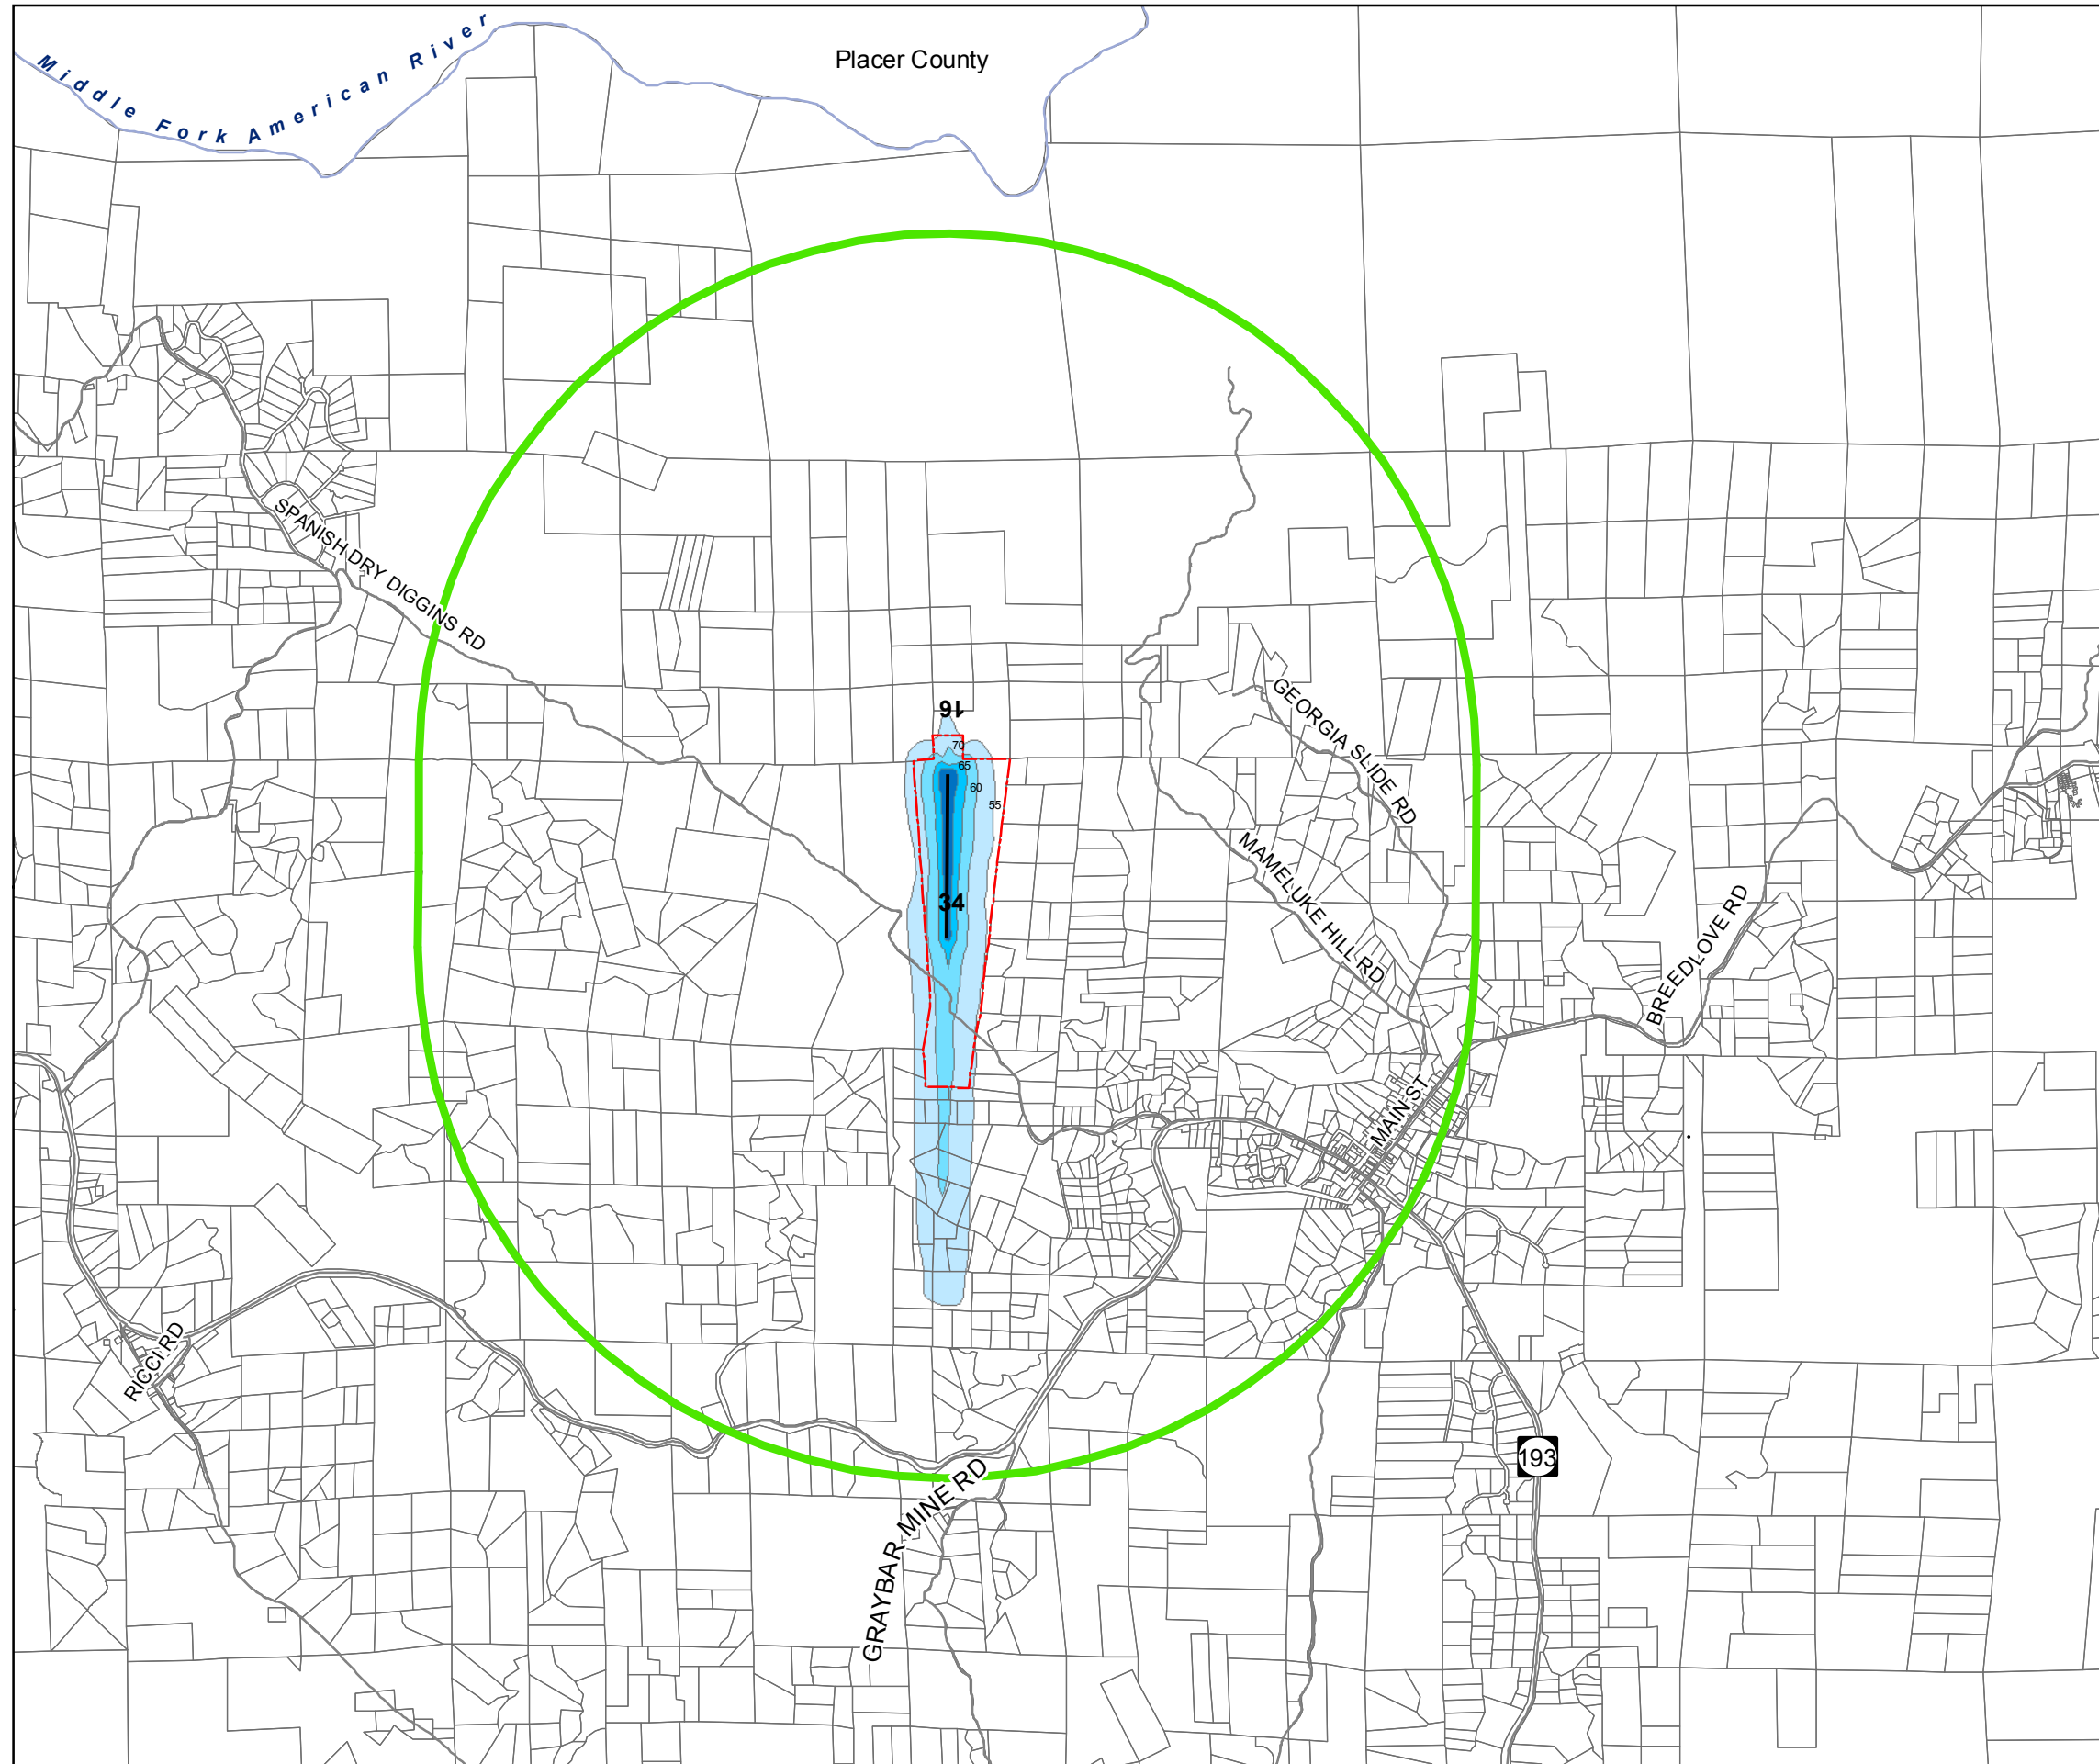 Middle Fork American River
Placer County
SPANISH DRY DIGGINS RD
16
70
65
60
55
34
GEORGIA SLIDE RD
MAMELUKE HILL RD
BREEDLOVE RD
MAIN ST
RICCI RD
193
GRAYBAR MINE RD